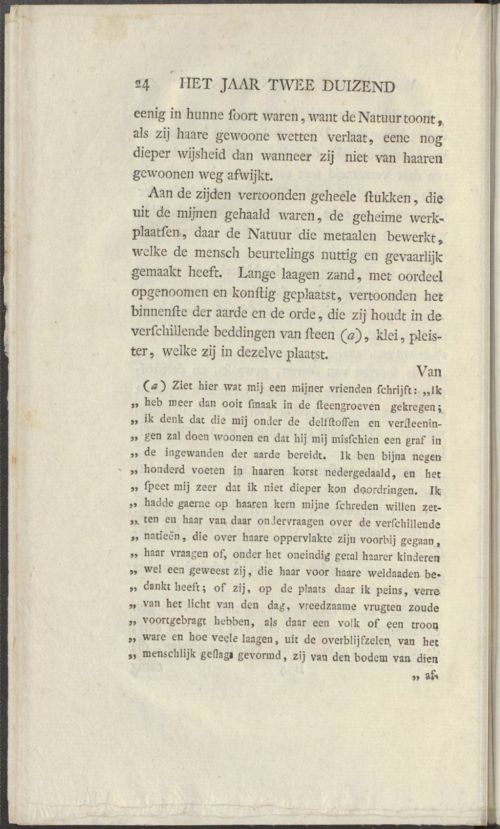 24 HET JAAR TWEE DUIZEND
eenig in hunne ſoort waren, want de Natuur toont,
als zij haare gewoone wetten verlaat, eene nog
dieper wijsheid dan wanneer zij niet van haaren
gewoonen weg afwijkt.
Aan de zijden vertoonden geheele ſtukken, die
uit de mijnen gehaald waren, de geheime werk-
plaatſen, daar de Natuur die metaalen bewerkt,
welke de mensch beurtelings nuttig en gevaarlijk
gemaakt heeft. Lange laagen zand, met oordeel
opgenoomen en konſtig geplaatst, vertoonden het
binnenſte der aarde en de orde, die zij houdt in de
verſchillende beddingen van ſteen (a), klei, pleis-
ter, welke zij in dezelve plaatst.
Van
(a) Ziet hier wat mij een mijner vrienden ſchrijft: „Ik
„ heb meer dan ooit ſmaak in de ſteengroeven gekregen;
„ ik denk dat die mij onder de delfſtoffen en verſteenin-
„ gen zal doen woonen en dat hij mij misſchien een graf in
„ de ingewanden der aarde bereidt. Ik ben bijna negen
„ honderd voeten in haaren korst nedergedaald, en het
„ ſpeet mij zeer dat ik niet dieper kon doordringen. Ik
„ hadde gaerne op haaren kern mijne ſchreden willen zet-
„ ten en haar van daar ondervraagen over de verſchillende
„ natieën, die over haare oppervlakte zijn voorbij gegaan,
„ haar vraagen of, onder het oneindig getal haarer kinderen
„ wel een geweest zij, die haar voor haare weldaaden be-
„ dankt heeft; of zij, op de plaats daar ik peins, verre
„ van het licht van den dag, vreedzaame vrugten zoude
„ voortgebragt hebben, als daar een volk of een troon
„ ware en hoe veele laagen, uit de overblijfzelen van het
„ menschlijk geſlagt gevormd, zij van den bodem van dien
„ af-